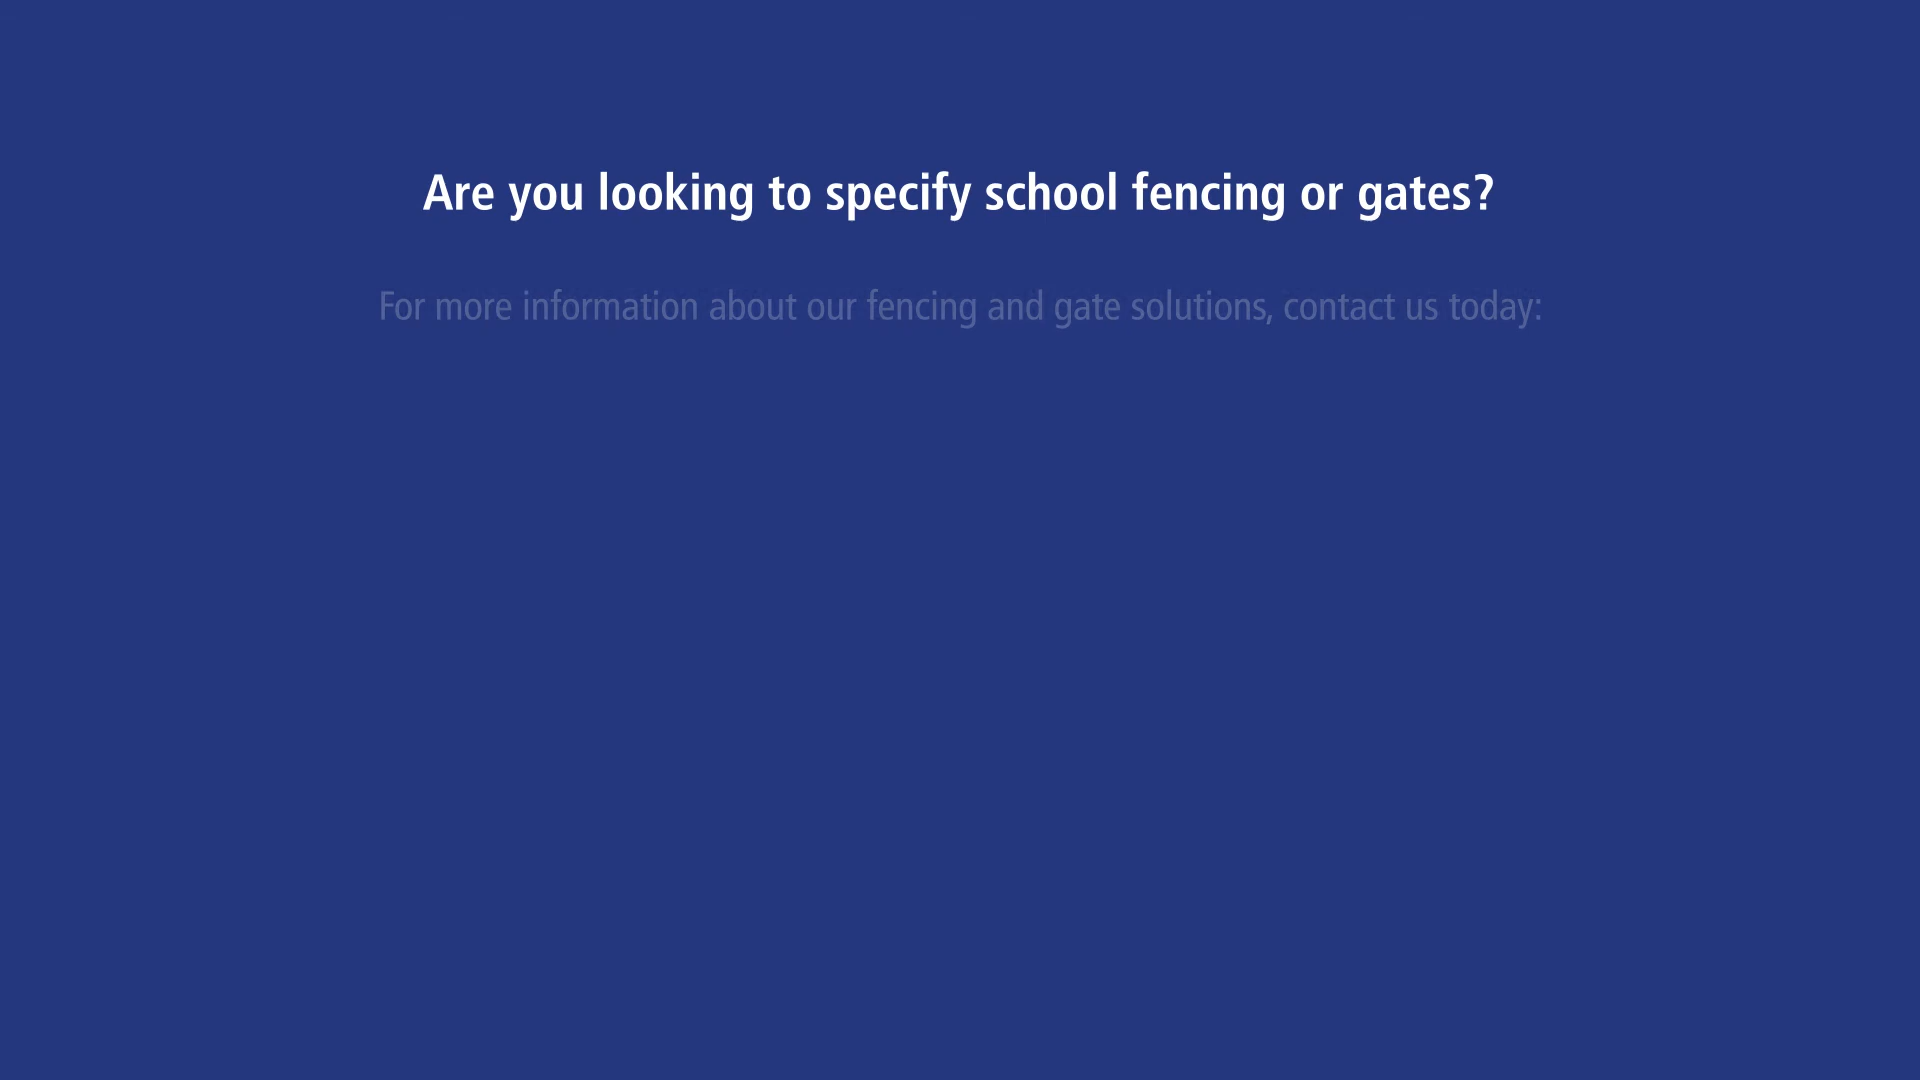 Are you looking to specify school fencing or gates?
For more information about our fencing and gate solutions, contact us today: